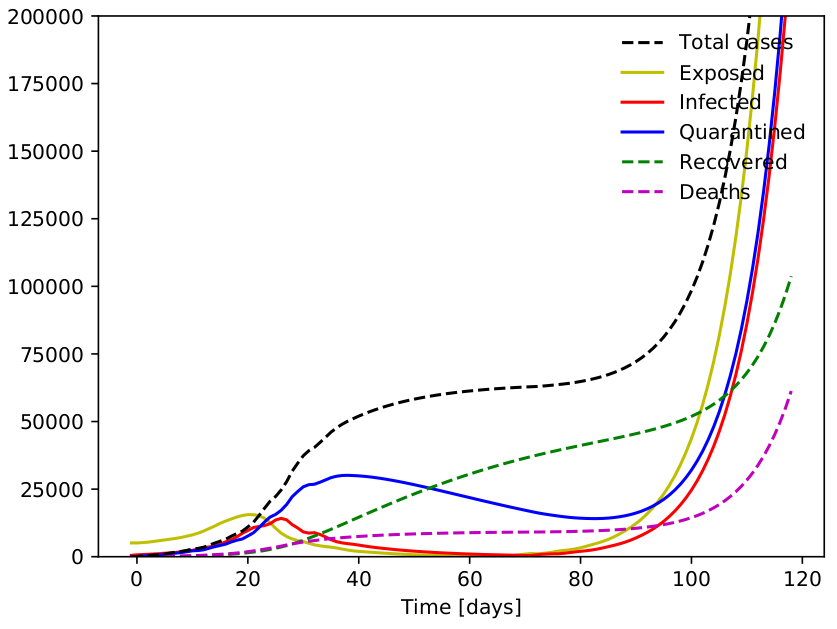 200000
175000
150000
125000
100000
75000
50000
25000
0
Total cases
Exposed
Infected
Quarantined
Recovered
Deaths
0 20 40 60 80 100 120
Time [days]